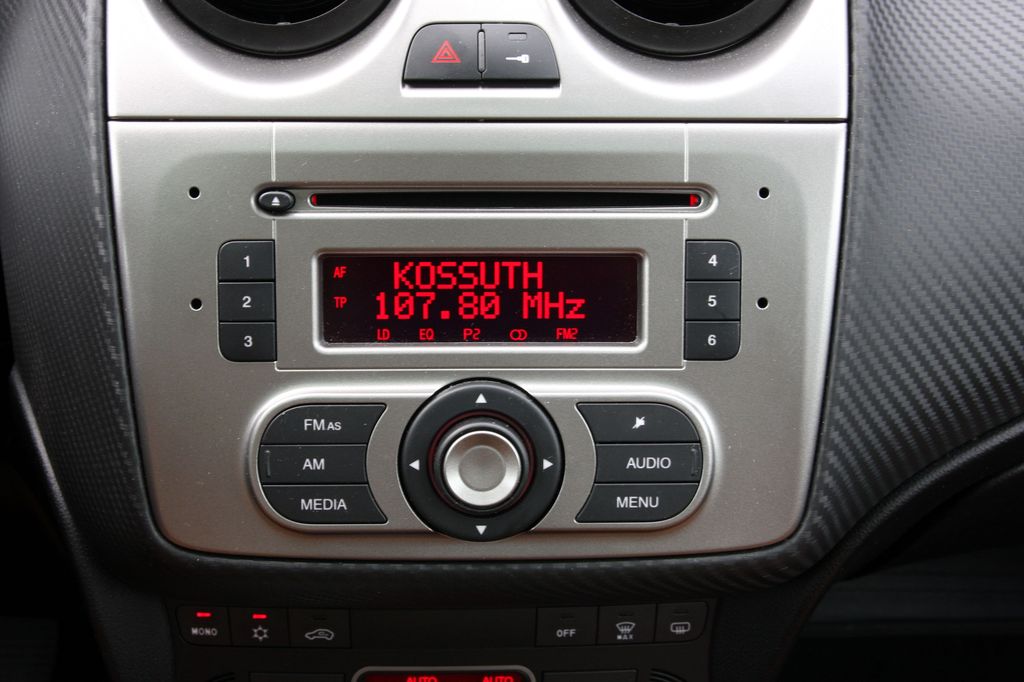 1
4
AF KOSSUTH
2
5
TP 107.80 MHz
LD EQ P2 FM2
3
6
FM AS
AM
AUDIO
MEDIA
MENU
MONO
OFF
MAX
AUTO AUTO